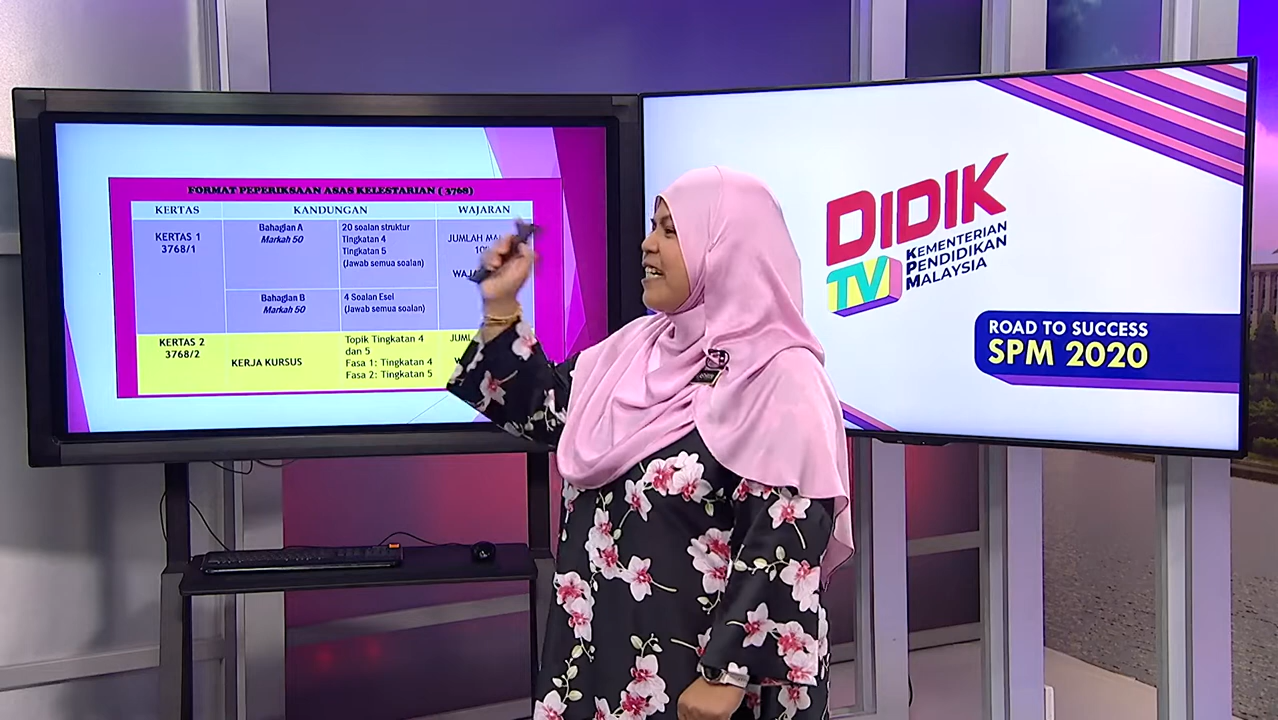 FORMAT PEPERIKSAAN ASAS KELESTARIAN ( 3768)
KERTAS KANDUNGAN WAJARAN
KERTAS 1
3768/1
Bahagian A
Markah 50
20 soalan struktur
Tingkatan 4
Tingkatan 5
(Jawab semua soalan)
JUMLAH
Bahagian B
Markah 50
4 Soalan Esei
(Jawab semua soalan)
KERTAS 2
3768/2
KERJA KURSUS
Topik Tingkatan 4
dan 5
Fasa 1: Tingkatan 4
Fasa 2: Tingkatan 5
DIDIK
TV
KEMENTERIAN
PENDIDIKAN
MALAYSIA
ROAD TO SUCCESS
SPM 2020